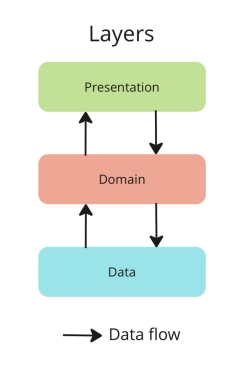 Layers
Presentation
Domain
Data
Data flow